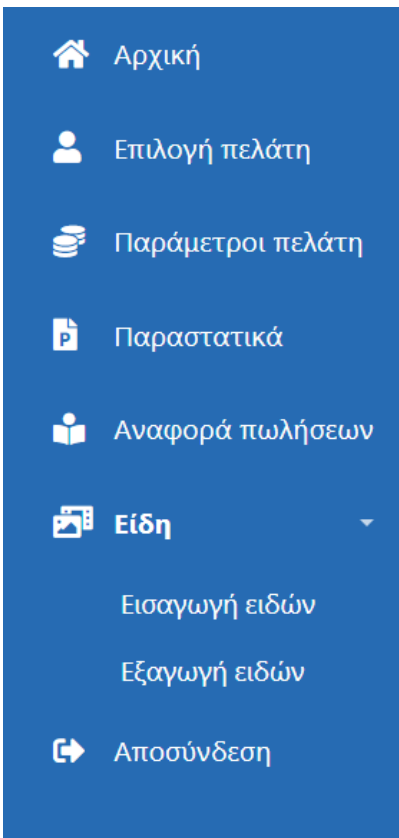 Αρχική
Επιλογή πελάτη
Παράμετροι πελάτη
P
Παραστατικά
Αναφορά πωλήσεων
Είδη
Εισαγωγή ειδών
Εξαγωγή ειδών
Αποσύνδεση